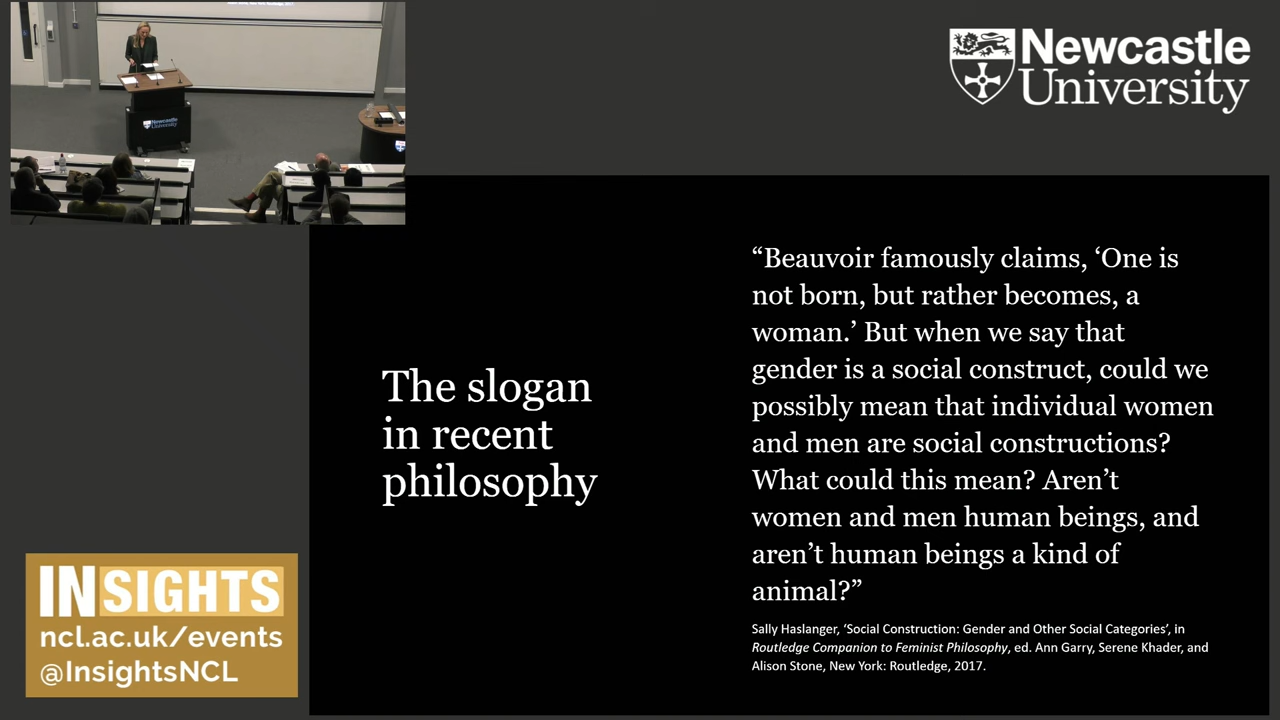 Newcastle
University
Newcastle
University
The slogan
in recent
philosophy
“Beauvoir famously claims, ‘One is
not born, but rather becomes, a
woman.’ But when we say that
gender is a social construct, could we
possibly mean that individual women
and men are social constructions?
What could this mean? Aren’t
women and men human beings, and
aren’t human beings a kind of
animal?”
Sally Haslanger, ‘Social Construction: Gender and Other Social Categories’, in
Routledge Companion to Feminist Philosophy, ed. Ann Garry, Serene Khader, and
Alison Stone, New York: Routledge, 2017.
INSIGHTS
ncl.ac.uk/events
@InsightsNCL